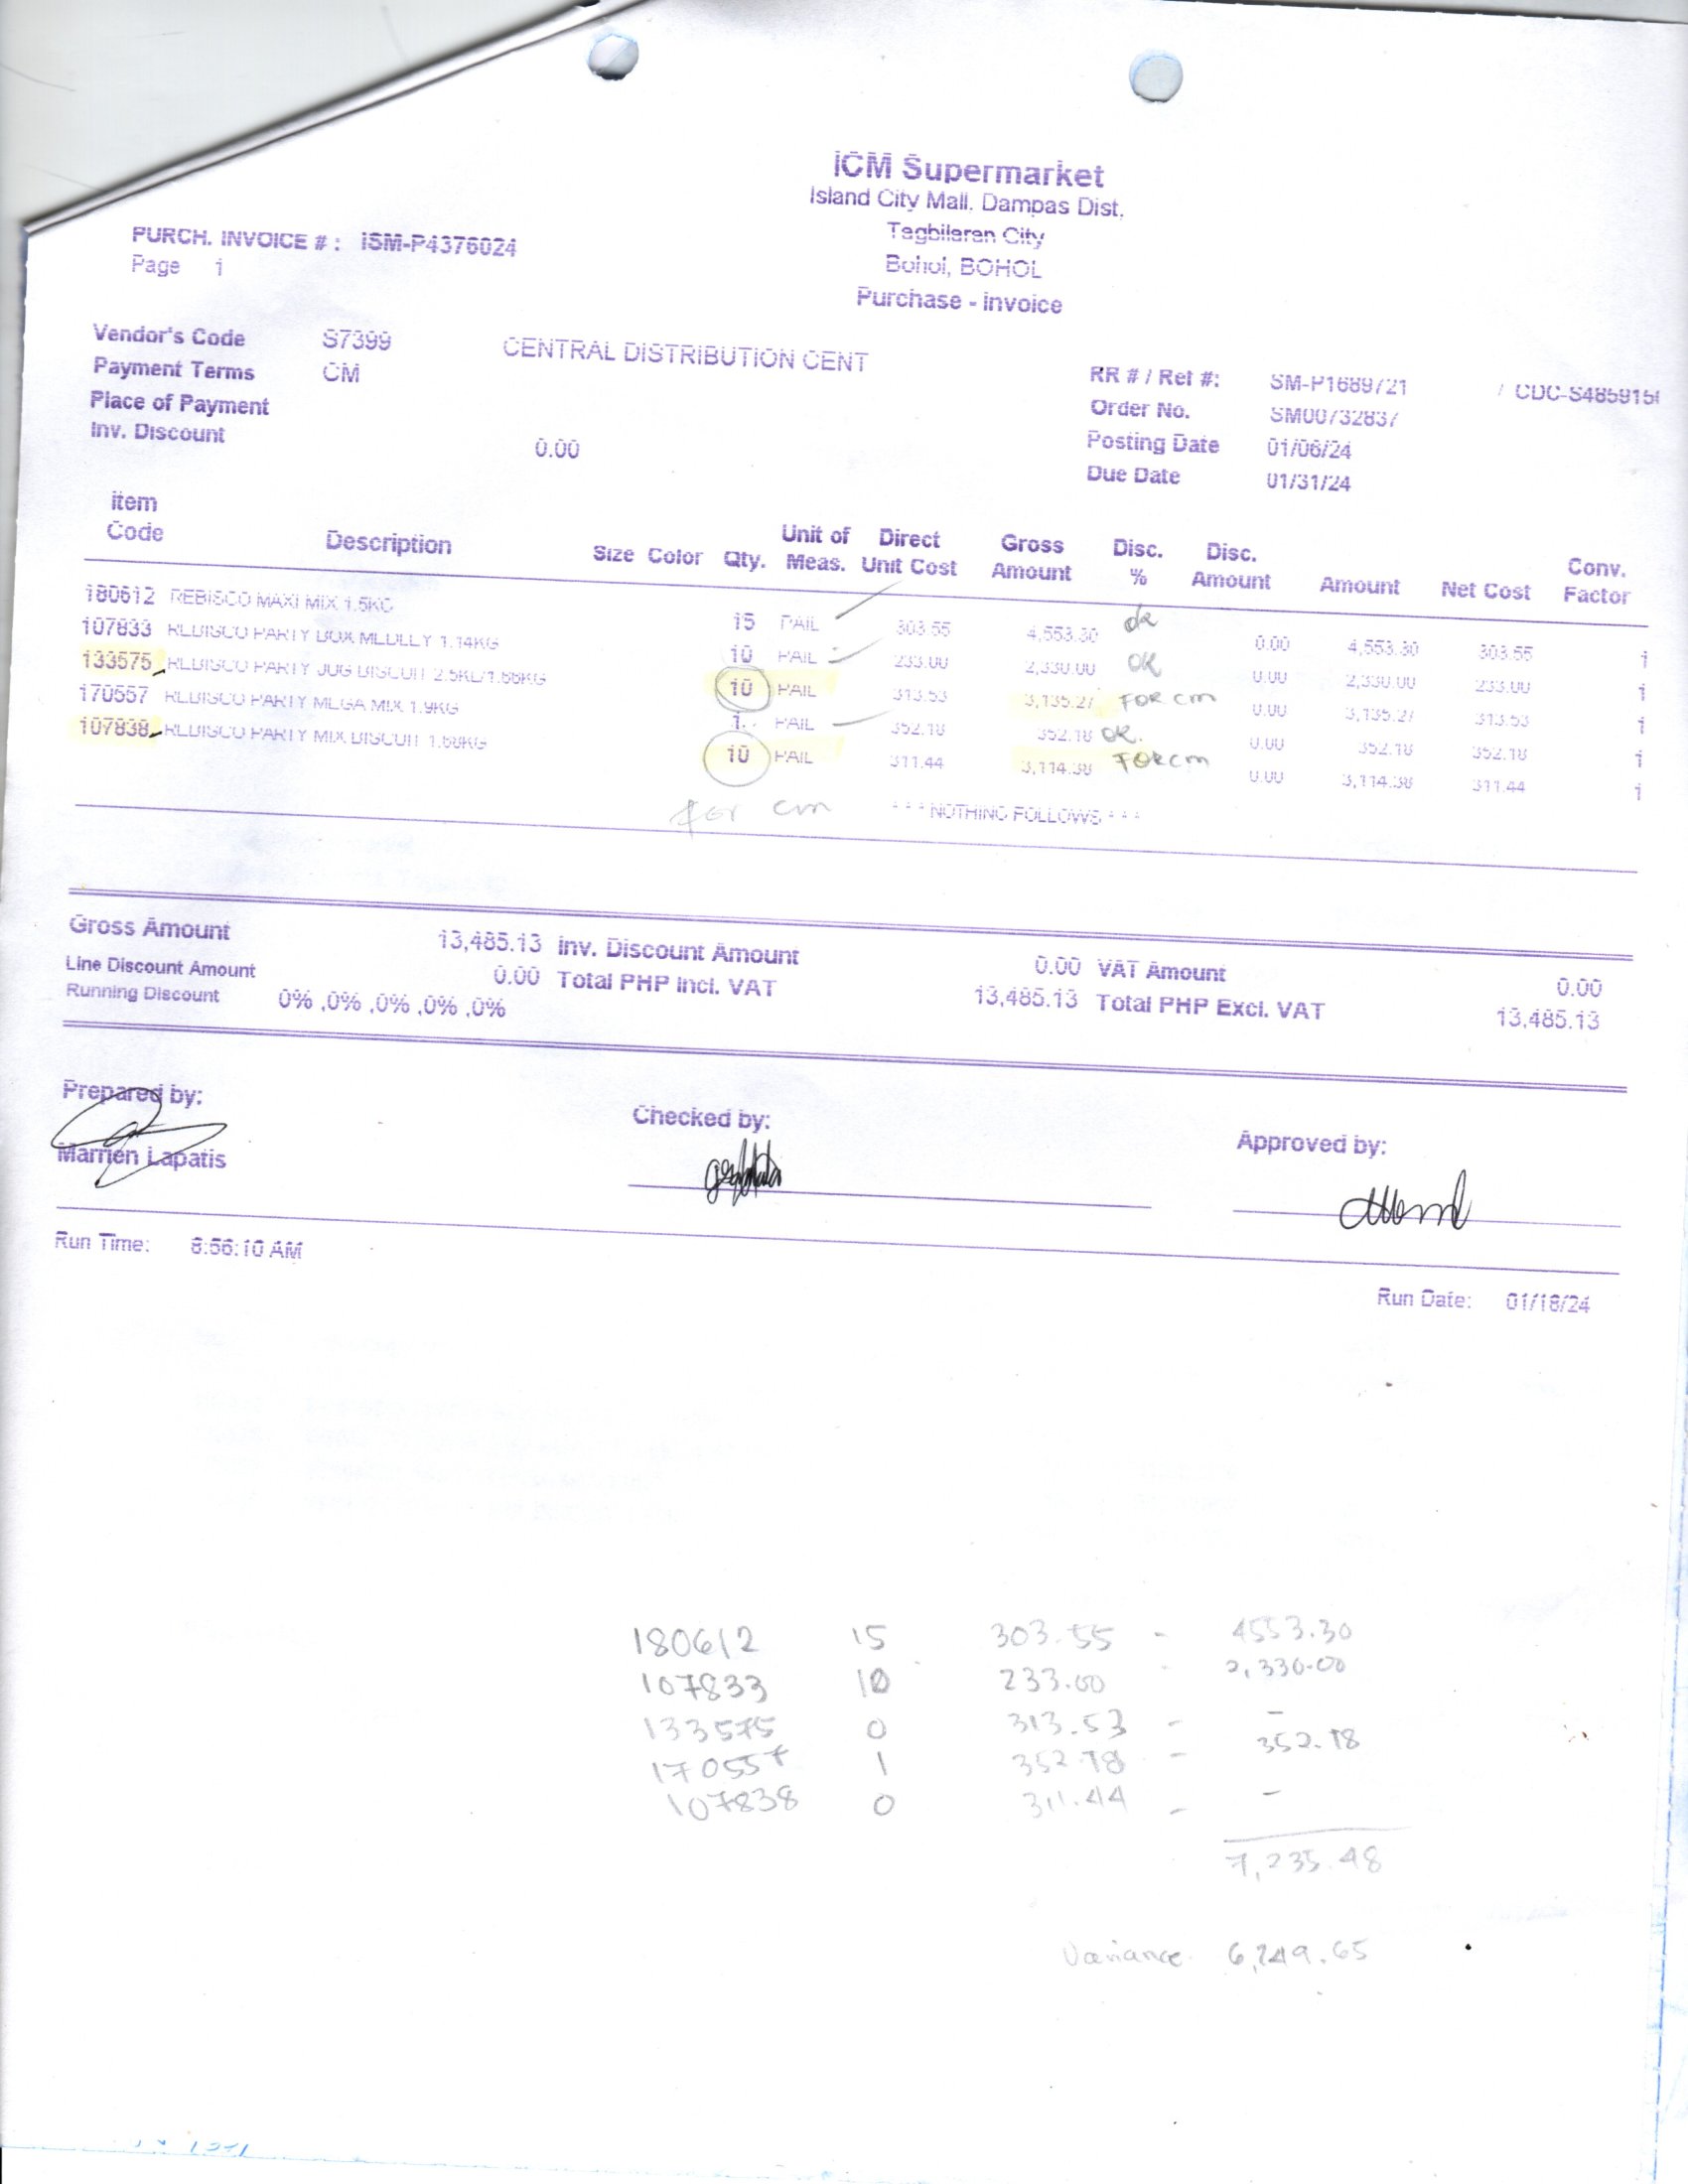 ICM Supermarket
Island City Mall, Dampas Dist.
Tagbilaran City
Bohol, BOHOL
Purchase - Invoice
PURCH. INVOICE # : ISM-P4376024
Page 1
Vendor's Code S7399 CENTRAL DISTRIBUTION CENT
Payment Terms CM
Place of Payment
Inv. Discount 0.00
RR # / Ref #: SM-P1689721 / CDC-S485915
Order No. SM00732837
Posting Date 01/06/24
Due Date 01/31/24
Item Code Description Size Color Qty. Unit of Meas. Direct Unit Cost Gross Amount Disc. % Disc. Amount Amount Net Cost Conv. Factor
180612 REBISCO MAXI MIX 1.5KG 15 PAIL 303.55 4,553.30 ok 0.00 4,553.30 303.55 1
107833 REBISCO PARTY BOX MEDLEY 1.14KG 10 PAIL 233.00 2,330.00 OK 0.00 2,330.00 233.00 1
133575 REBISCO PARTY JUG BISCUIT 10 PAIL 313.53 3,135.27 FOR cm 0.00 3,135.27 313.53 1
170557 REBISCO PARTY MEGA MIX 1.9KG 1 PAIL 352.18 352.18 OK. 0.00 352.18 352.18 1
107838 REBISCO PARTY MIX BISCUIT 10 PAIL 311.44 3,114.38 FOR cm 0.00 3,114.38 311.44 1
for cm * * * NOTHING FOLLOWS * * *
Gross Amount 13,485.13 Inv. Discount Amount 0.00 VAT Amount 0.00
Line Discount Amount 0.00 Total PHP Incl. VAT 13,485.13 Total PHP Excl. VAT 13,485.13
Running Discount 0% ,0% ,0% ,0% ,0%
Prepared by: Checked by: Approved by:
Marrien Lapatis
Run Time: 8:56:10 AM
Run Date: 01/18/24
180612 15 303.55 - 4553.30
107833 10 233.00 - 2,330.00
133575 0 313.53 - -
170557 1 352.18 - 352.18
107838 0 311.44 - -
7,235.48
Variance 6,249.65